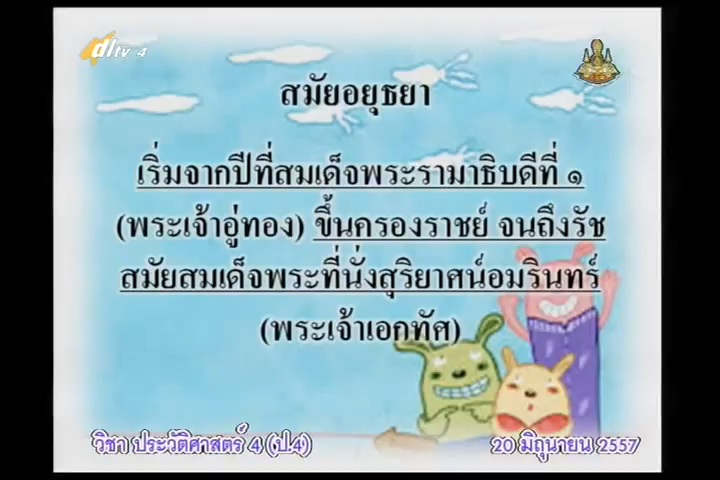 dltv-4
สมัยอยุธยา
เริ่มจากปีที่สมเด็จพระรามาธิบดีที่ ๑
(พระเจ้าอู่ทอง) ขึ้นครองราชย์ จนถึงรัช
สมัยสมเด็จพระที่นั่งสุริยาศน์อมรินทร์
(พระเจ้าเอกทัศ)
วิชา ประวัติศาสตร์ 4 (ป.4)
20 มิถุนายน 2557